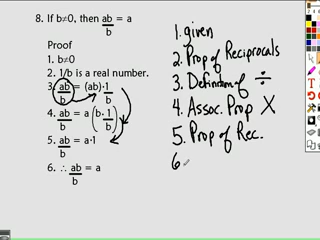 8. If b≠0, then ab/b = a
Proof
1. b≠0
2. 1/b is a real number.
3. ab/b = (ab)·1/b
4. ab/b = a(b·1/b)
5. ab/b = a·1
6. ∴ ab/b = a
1. given
2. Prop of Reciprocals
3. Definition of ÷
4. Assoc. Prop X
5. Prop of Rec.
6